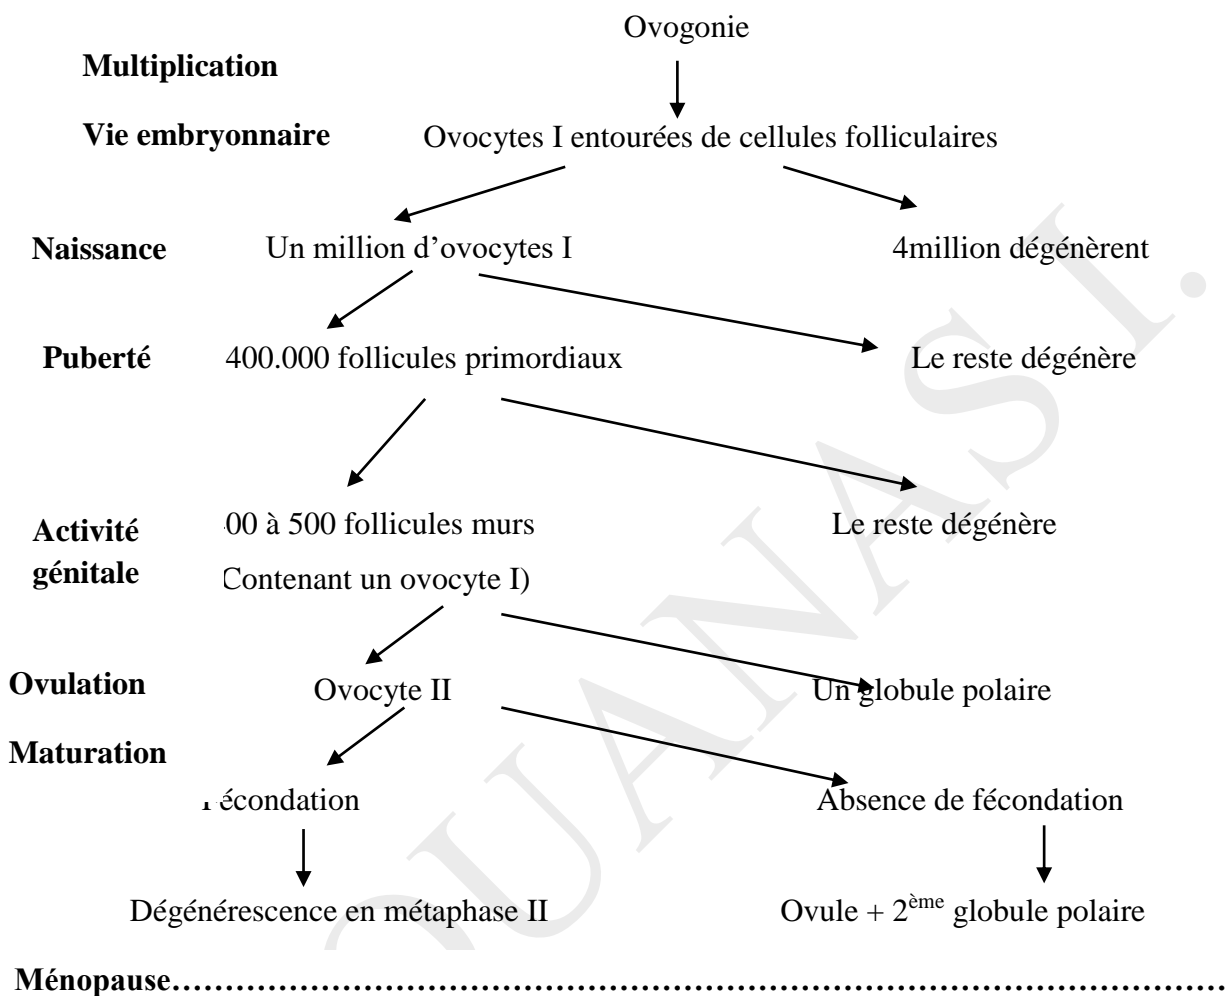 Ovogonie
Multiplication
Vie embryonnaire Ovocytes I entourées de cellules folliculaires
Naissance Un million d’ovocytes I 4million dégénèrent
Puberté 400.000 follicules primordiaux Le reste dégénère
Activité 00 à 500 follicules murs Le reste dégénère
génitale Contenant un ovocyte I)
Ovulation Ovocyte II Un globule polaire
Maturation
écondation Absence de fécondation
Dégénérescence en métaphase II Ovule + 2ème globule polaire
Ménopause……………………………………………………………………………………
OUANAS I.